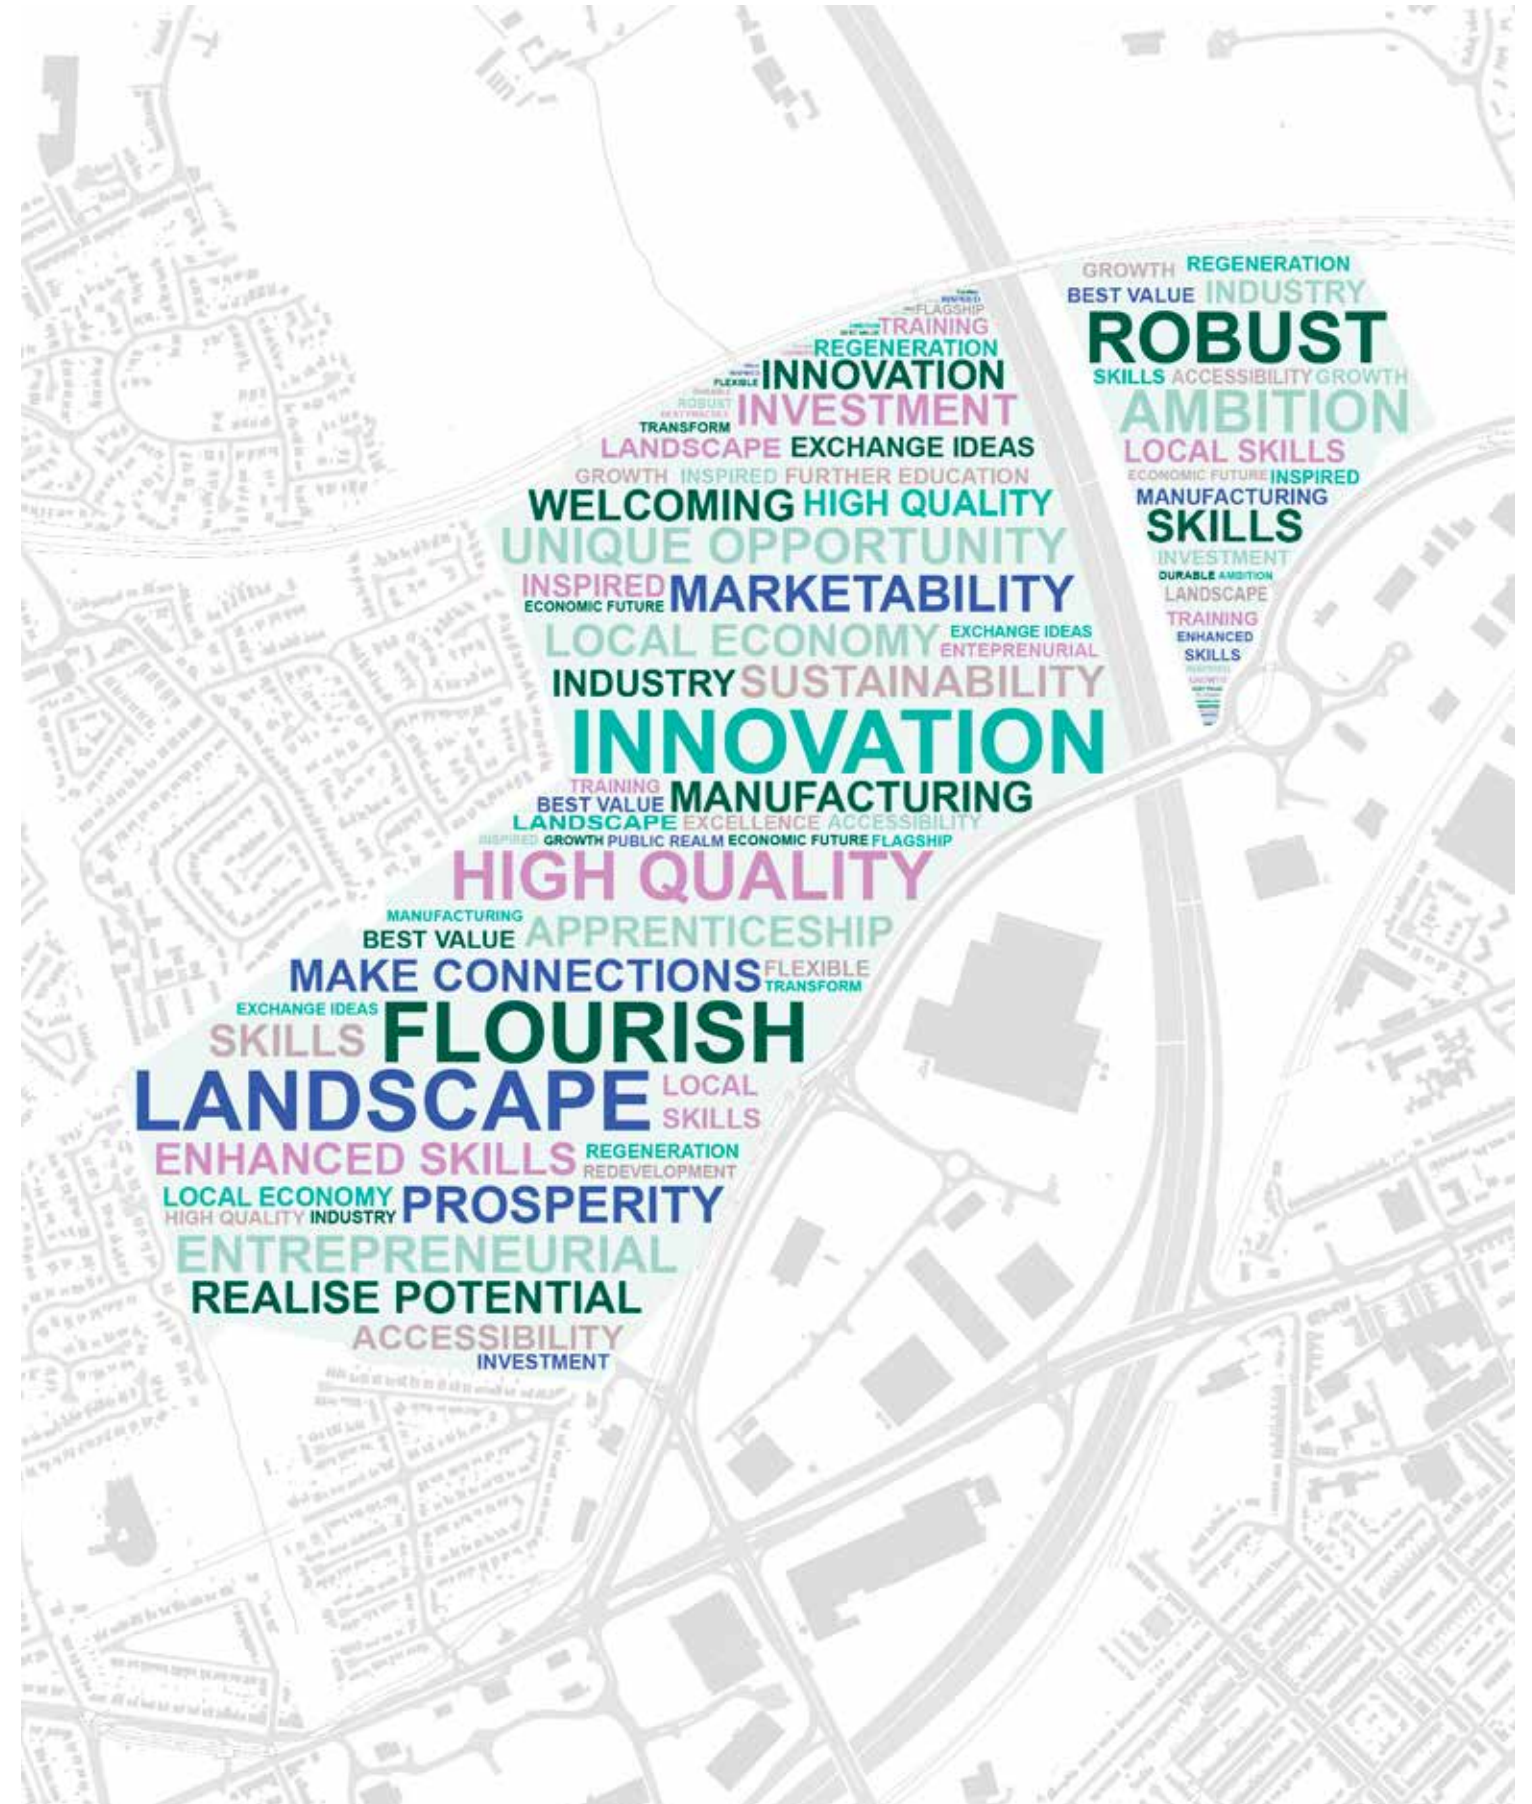 INSPIRED
FLAGSHIP
TRAINING
REGENERATION
FLEXIBLE INNOVATION
ROBUST INVESTMENT
BEST PRACTICE
TRANSFORM
LANDSCAPE EXCHANGE IDEAS
GROWTH INSPIRED FURTHER EDUCATION
WELCOMING HIGH QUALITY
UNIQUE OPPORTUNITY
INSPIRED MARKETABILITY
ECONOMIC FUTURE
LOCAL ECONOMY EXCHANGE IDEAS
ENTEPRENURIAL
INDUSTRY SUSTAINABILITY
INNOVATION
TRAINING MANUFACTURING
BEST VALUE
LANDSCAPE EXCELLENCE ACCESSIBILITY
INSPIRED GROWTH PUBLIC REALM ECONOMIC FUTURE FLAGSHIP
HIGH QUALITY
MANUFACTURING APPRENTICESHIP
BEST VALUE
MAKE CONNECTIONS FLEXIBLE
TRANSFORM
EXCHANGE IDEAS FLOURISH
SKILLS
LANDSCAPE LOCAL
SKILLS
ENHANCED SKILLS REGENERATION
REDEVELOPMENT
LOCAL ECONOMY PROSPERITY
HIGH QUALITY INDUSTRY
ENTREPRENEURIAL
REALISE POTENTIAL
ACCESSIBILITY
INVESTMENT
GROWTH REGENERATION
BEST VALUE INDUSTRY
ROBUST
SKILLS ACCESSIBILITY GROWTH
AMBITION
LOCAL SKILLS
ECONOMIC FUTURE INSPIRED
MANUFACTURING
SKILLS
INVESTMENT
DURABLE AMBITION
LANDSCAPE
TRAINING
ENHANCED
SKILLS
INSPIRED
GROWTH